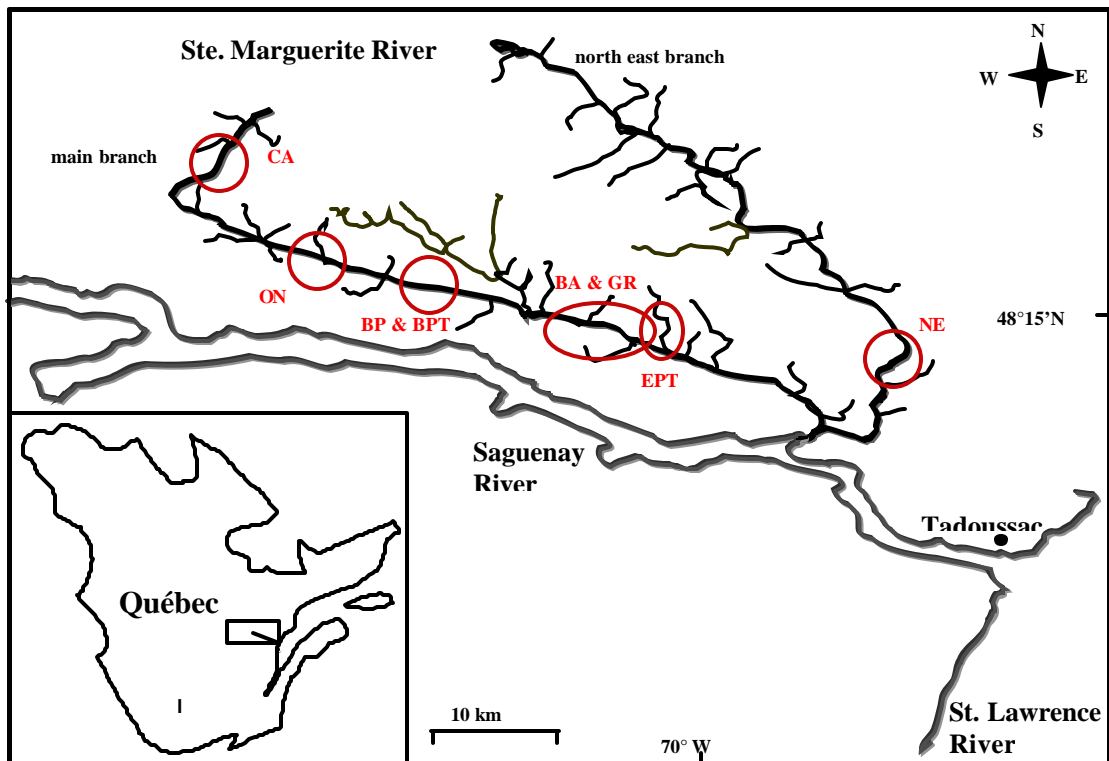 Ste. Marguerite River
north east branch
N
W
E
S
main branch
CA
ON
BP & BPT
BA & GR
EPT
NE
48°15'N
Saguenay
River
Tadoussac
Québec
10 km
70° W
St. Lawrence
River